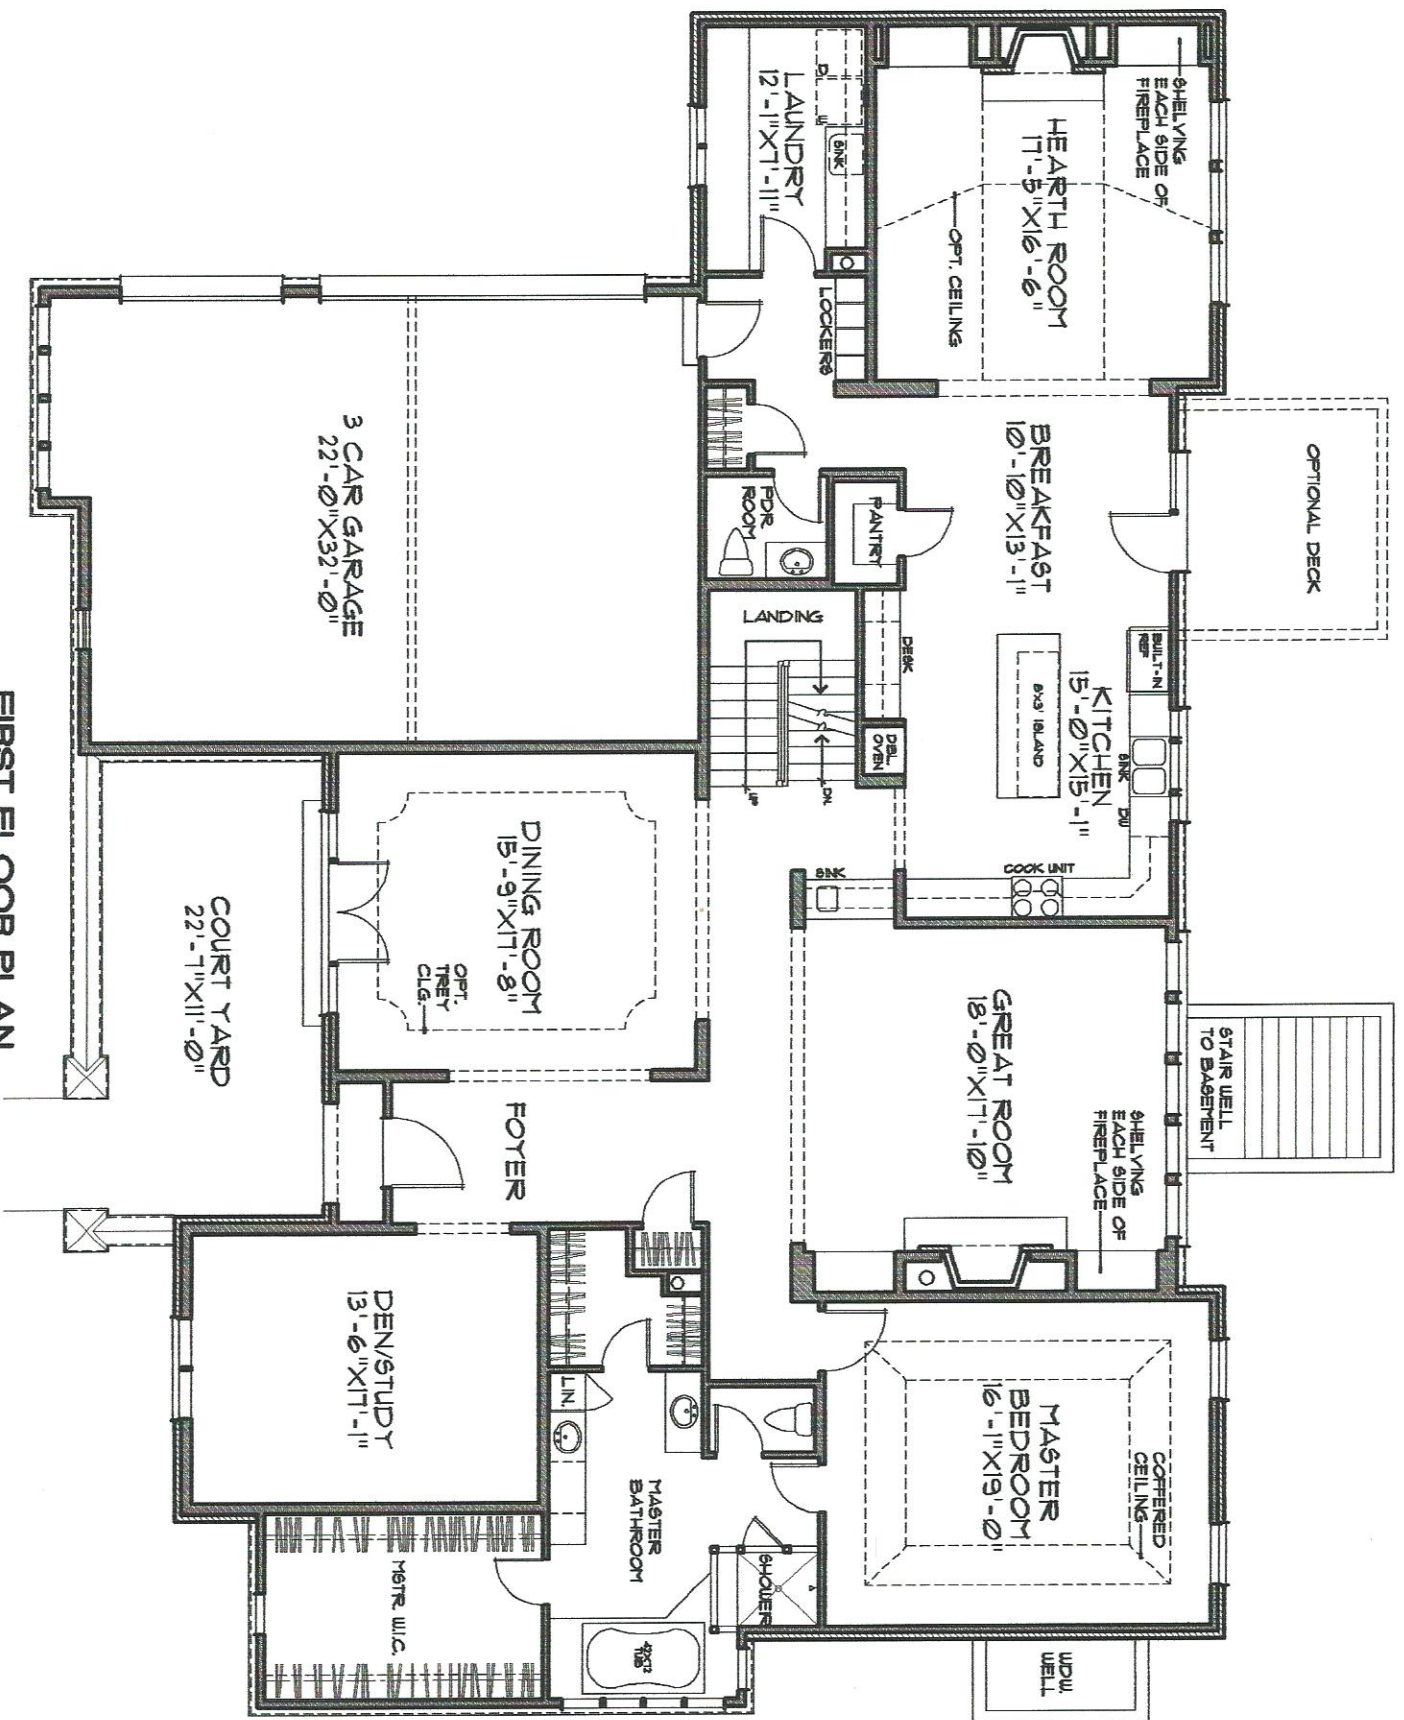 SHELVING
EACH SIDE OF
FIREPLACE
HEARTH ROOM
17'-5"X16'-6"
OPT. CEILING
LAUNDRY
12'-1"X7'-11"
D
W
SINK
LOCKERS
OPTIONAL DECK
BREAKFAST
10'-10"X13'-1"
PANTRY
PDR
ROOM
3 CAR GARAGE
22'-0"X32'-0"
LANDING
DESK
UP
DN.
DBL.
OVEN
BUILT-IN
REF
KITCHEN
15'-0"X15'-1"
8'X3' ISLAND
SINK
DW
COOK UNIT
SINK
DINING ROOM
15'-9"X17'-8"
OPT.
TREY
CLG.
COURT YARD
22'-7"X11'-0"
GREAT ROOM
18'-0"X17'-10"
STAIR WELL
TO BASEMENT
SHELVING
EACH SIDE OF
FIREPLACE
FOYER
DEN/STUDY
13'-6"X17'-1"
LIN.
MASTER
BATHROOM
MASTER
BEDROOM
16'-1"X19'-0"
COFFERED
CEILING
SHOWER
42X72
TUB
MSTR. W.I.C.
WDW.
WELL
FIRST FLOOR PLAN